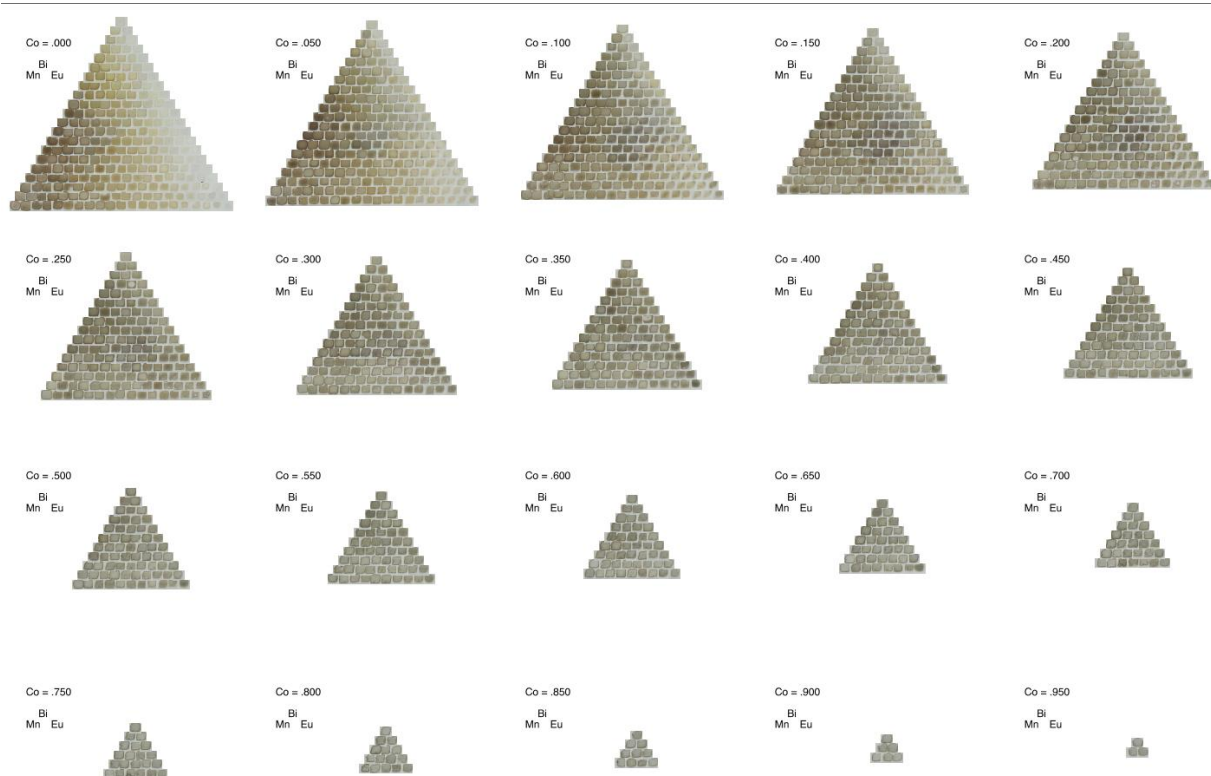 Co = .000
Bi
Mn Eu
Co = .050
Bi
Mn Eu
Co = .100
Bi
Mn Eu
Co = .150
Bi
Mn Eu
Co = .200
Bi
Mn Eu
Co = .250
Bi
Mn Eu
Co = .300
Bi
Mn Eu
Co = .350
Bi
Mn Eu
Co = .400
Bi
Mn Eu
Co = .450
Bi
Mn Eu
Co = .500
Bi
Mn Eu
Co = .550
Bi
Mn Eu
Co = .600
Bi
Mn Eu
Co = .650
Bi
Mn Eu
Co = .700
Bi
Mn Eu
Co = .750
Bi
Mn Eu
Co = .800
Bi
Mn Eu
Co = .850
Bi
Mn Eu
Co = .900
Bi
Mn Eu
Co = .950
Bi
Mn Eu